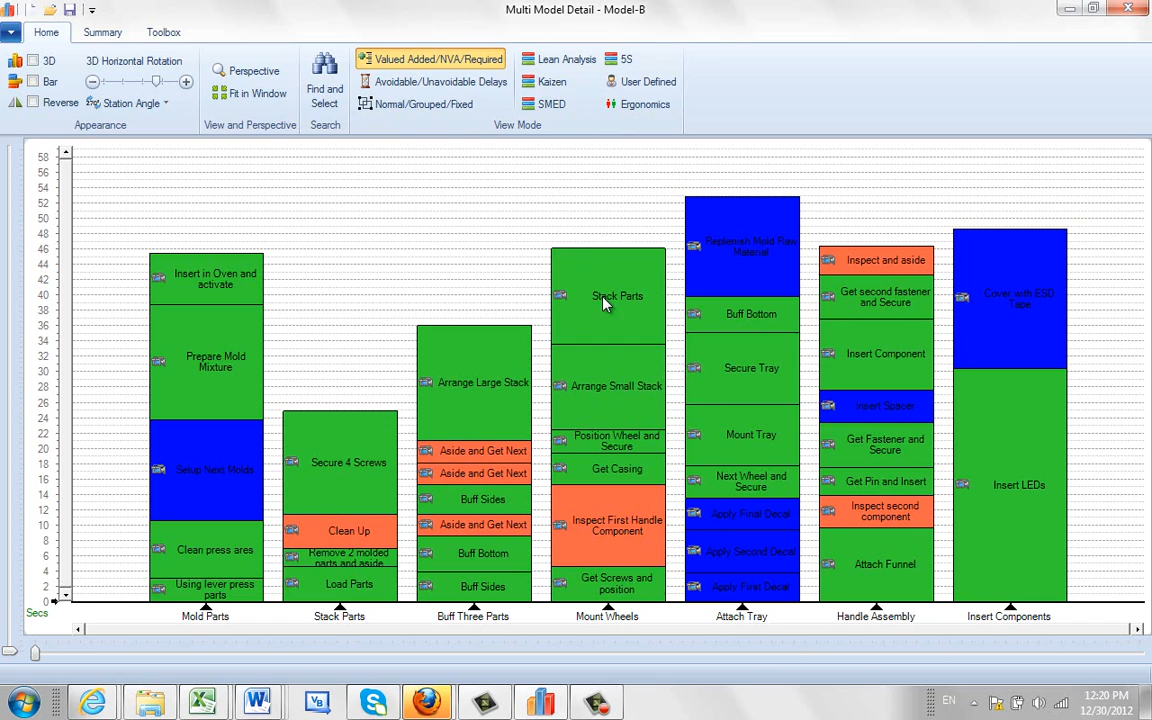 Multi Model Detail - Model-B
Home
Summary
Toolbox
3D
3D Horizontal Rotation
Bar
Reverse
Station Angle
Appearance
Perspective
Fit in Window
View and Perspective
Find and
Select
Search
Valued Added/NVA/Required
Avoidable/Unavoidable Delays
Normal/Grouped/Fixed
Lean Analysis
Kaizen
SMED
5S
User Defined
Ergonomics
View Mode
58
56
54
52
50
48
46
44
42
40
38
36
34
32
30
28
26
24
22
20
18
16
14
12
10
8
6
4
2
0
Secs
Insert in Oven and
activate
Prepare Mold
Mixture
Setup Next Molds
Clean press ares
Using lever press
parts
Mold Parts
Secure 4 Screws
Clean Up
Remove 2 molded
parts and aside
Load Parts
Stack Parts
Arrange Large Stack
Aside and Get Next
Aside and Get Next
Buff Sides
Aside and Get Next
Buff Bottom
Buff Sides
Buff Three Parts
Stack Parts
Arrange Small Stack
Position Wheel and
Secure
Get Casing
Inspect First Handle
Component
Get Screws and
position
Mount Wheels
Replenish Mold Raw
Material
Buff Bottom
Secure Tray
Mount Tray
Next Wheel and
Secure
Apply Final Decal
Apply Second Decal
Apply First Decal
Attach Tray
Inspect and aside
Get second fastener
and Secure
Insert Component
Insert Spacer
Get Fastener and
Secure
Get Pin and Insert
Inspect second
component
Attach Funnel
Handle Assembly
Cover with ESD
Tape
Insert LEDs
Insert Components
EN
12:20 PM
12/30/2012